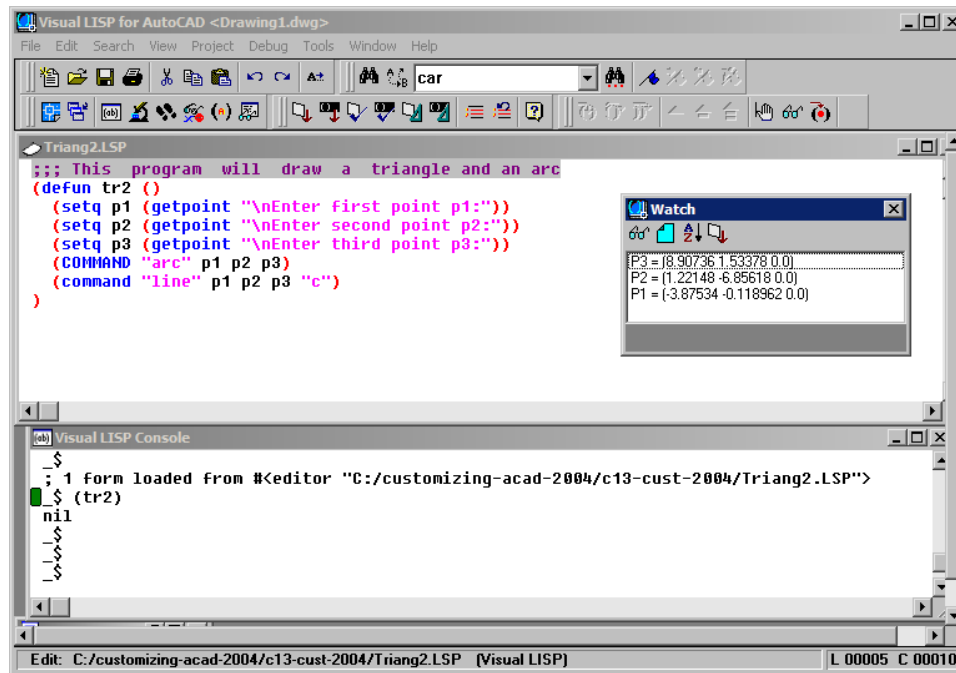 Visual LISP for AutoCAD <Drawing1.dwg>
File Edit Search View Project Debug Tools Window Help
car
Triang2.LSP
;;; This program will draw a triangle and an arc
(defun tr2 ()
(setq p1 (getpoint "\nEnter first point p1:"))
(setq p2 (getpoint "\nEnter second point p2:"))
(setq p3 (getpoint "\nEnter third point p3:"))
(COMMAND "arc" p1 p2 p3)
(command "line" p1 p2 p3 "c")
)
Watch
P3 = (8.90736 1.53378 0.0)
P2 = (1.22148 -6.85618 0.0)
P1 = (-3.87534 -0.118962 0.0)
Visual LISP Console
_$
; 1 form loaded from #<editor "C:/customizing-acad-2004/c13-cust-2004/Triang2.LSP">
_$ (tr2)
nil
_$
_$
_$
Edit: C:/customizing-acad-2004/c13-cust-2004/Triang2.LSP (Visual LISP)
L 00005 C 00010